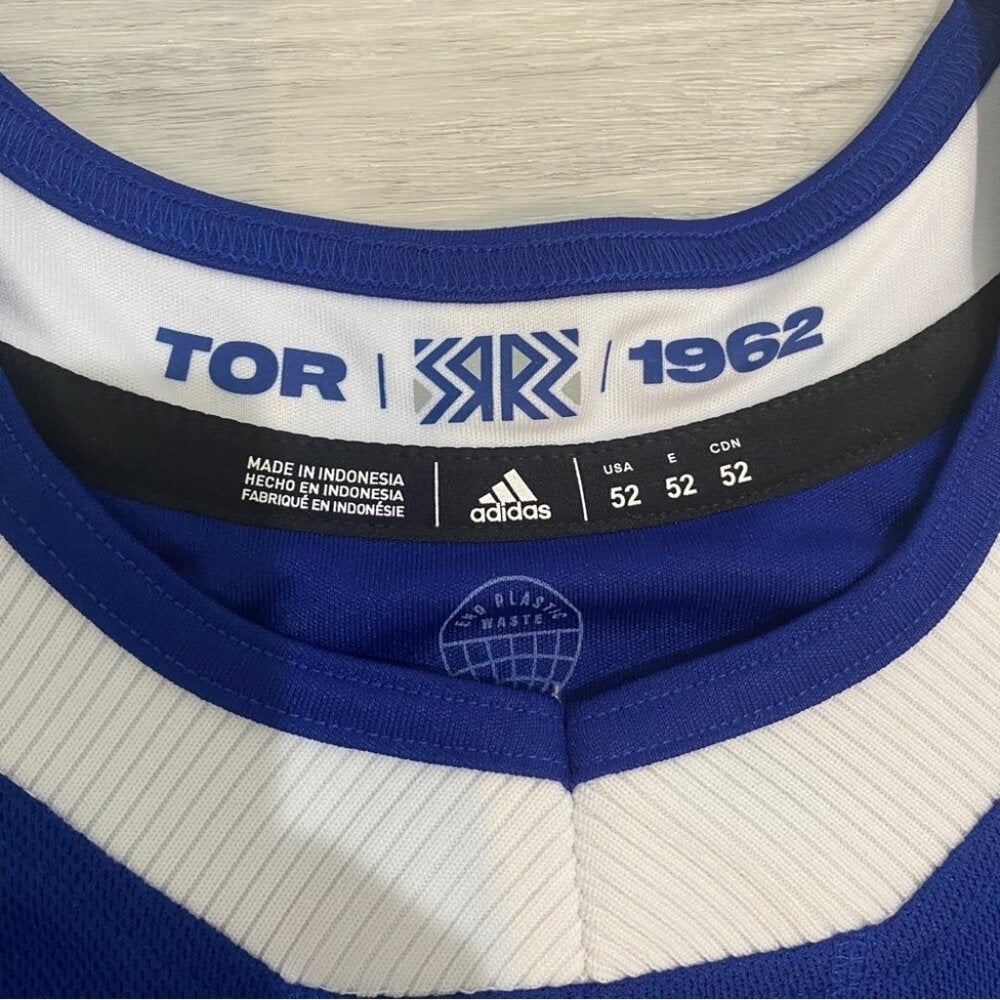 TOR | RR / 1962
MADE IN INDONESIA
HECHO EN INDONESIA
FABRIQUÉ EN INDONÉSIE
adidas
USA E CDN
52 52 52
END PLASTIC
WASTE